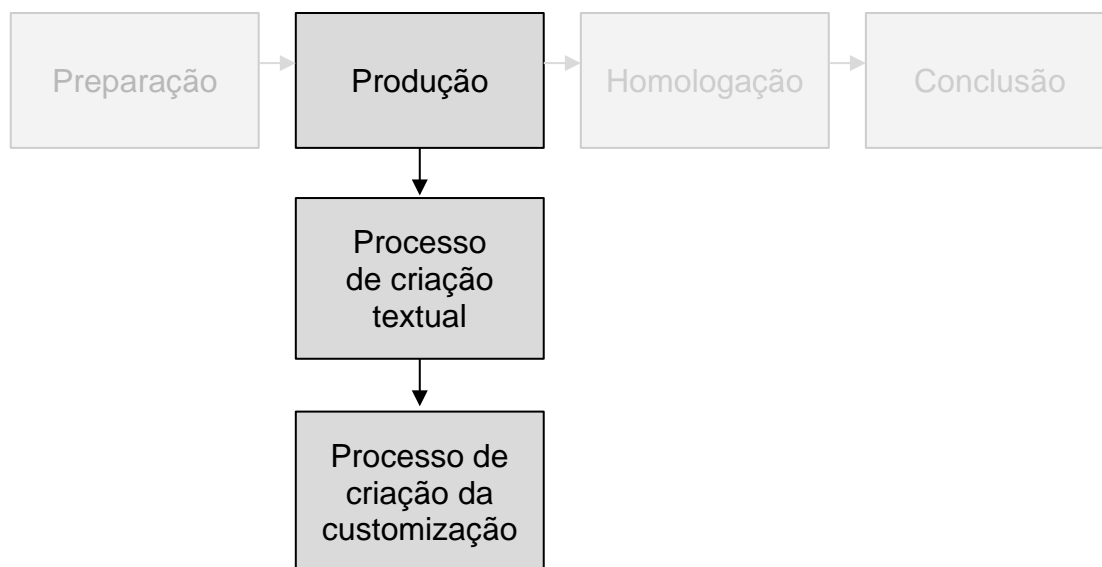 Preparação
Produção
Homologação
Conclusão
Processo
de criação
textual
Processo de
criação da
customização